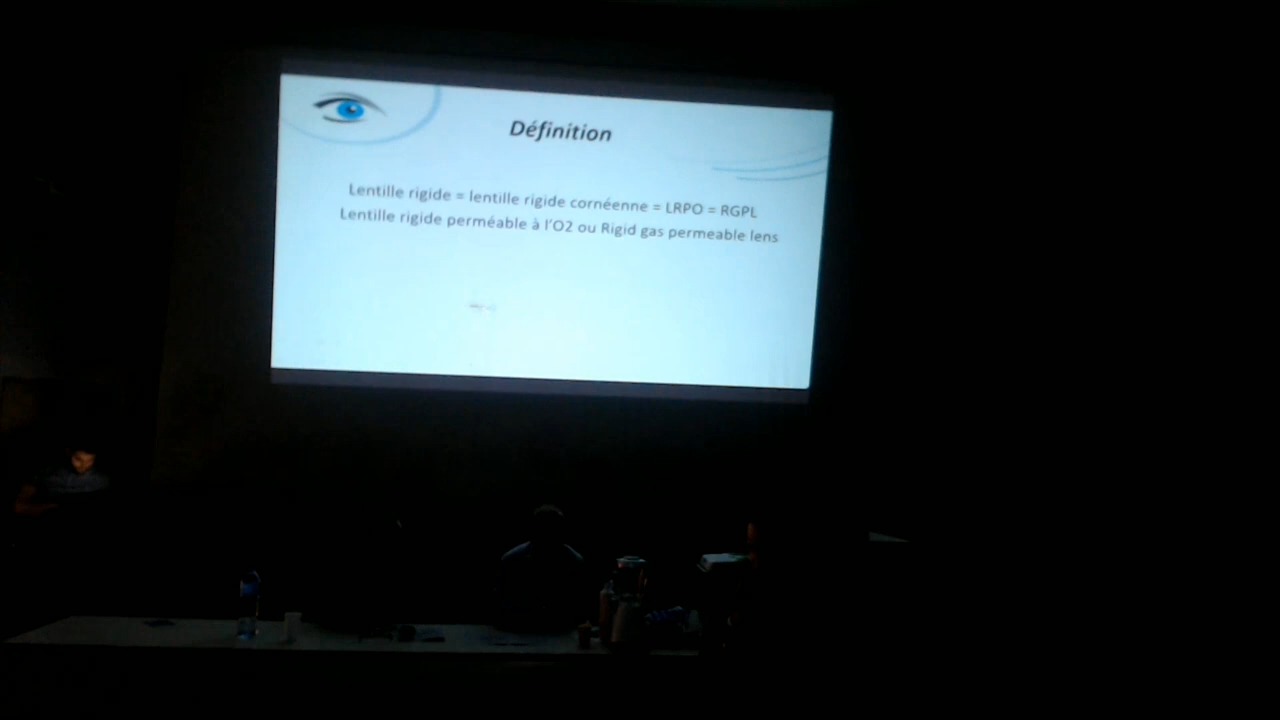 Définition
Lentille rigide = lentille rigide cornéenne = LRPO = RGPL
Lentille rigide perméable à l'O2 ou Rigid gas permeable lens